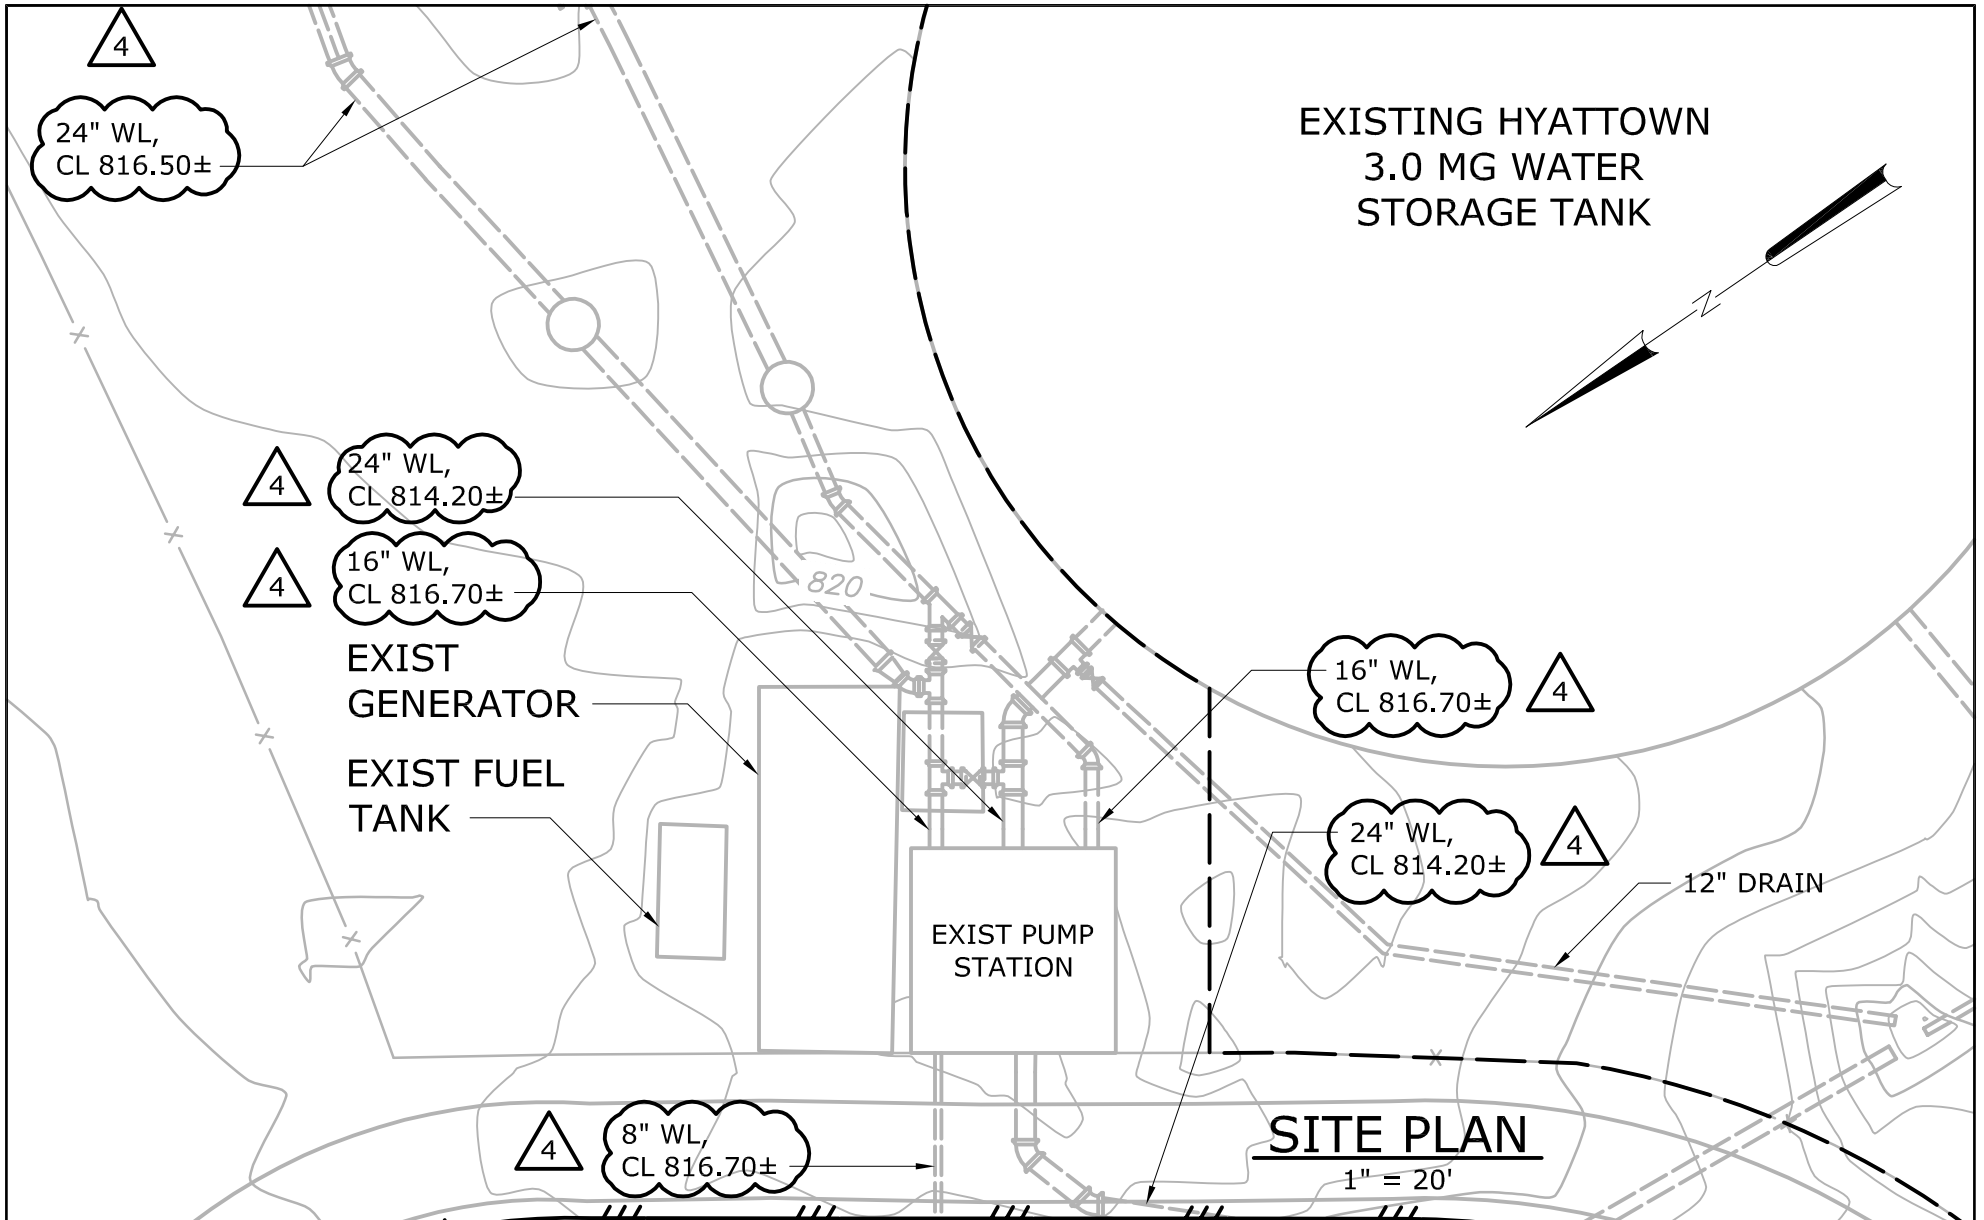 4
24" WL,
CL 816.50±
EXISTING HYATTOWN
3.0 MG WATER
STORAGE TANK
N
4
24" WL,
CL 814.20±
4
16" WL,
CL 816.70±
820
EXIST
GENERATOR
EXIST FUEL
TANK
16" WL,
CL 816.70±
4
24" WL,
CL 814.20±
4
12" DRAIN
EXIST PUMP
STATION
4
8" WL,
CL 816.70±
SITE PLAN
1" = 20'